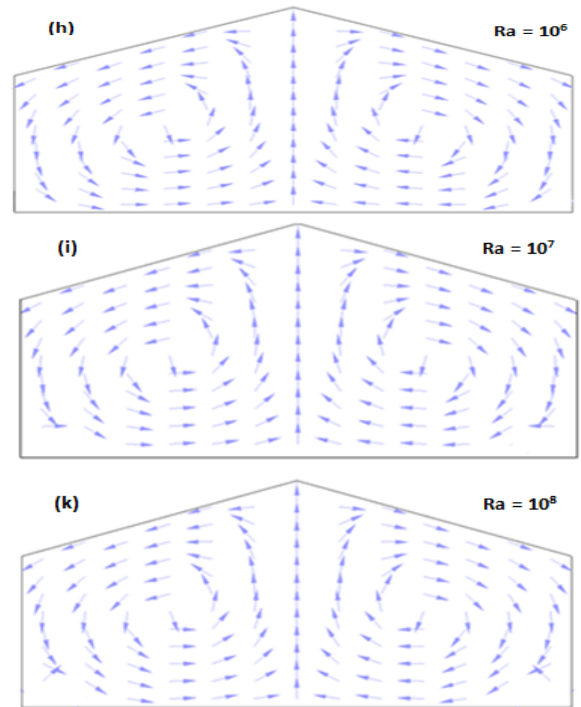 (h) Ra = 10⁶
(i) Ra = 10⁷
(k) Ra = 10⁸